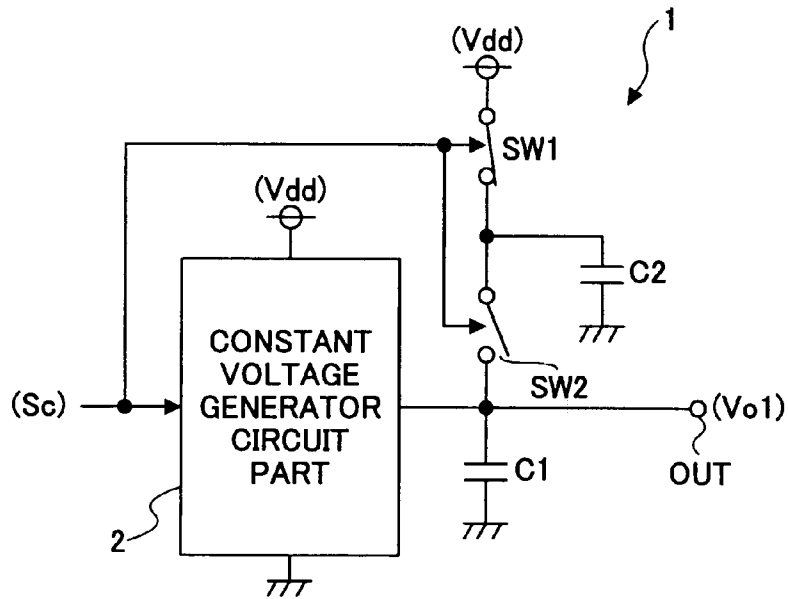 1
(Vdd)
SW1
(Vdd)
C2
CONSTANT
VOLTAGE
GENERATOR
CIRCUIT
PART
SW2
(Sc)
(Vo1)
C1
OUT
2